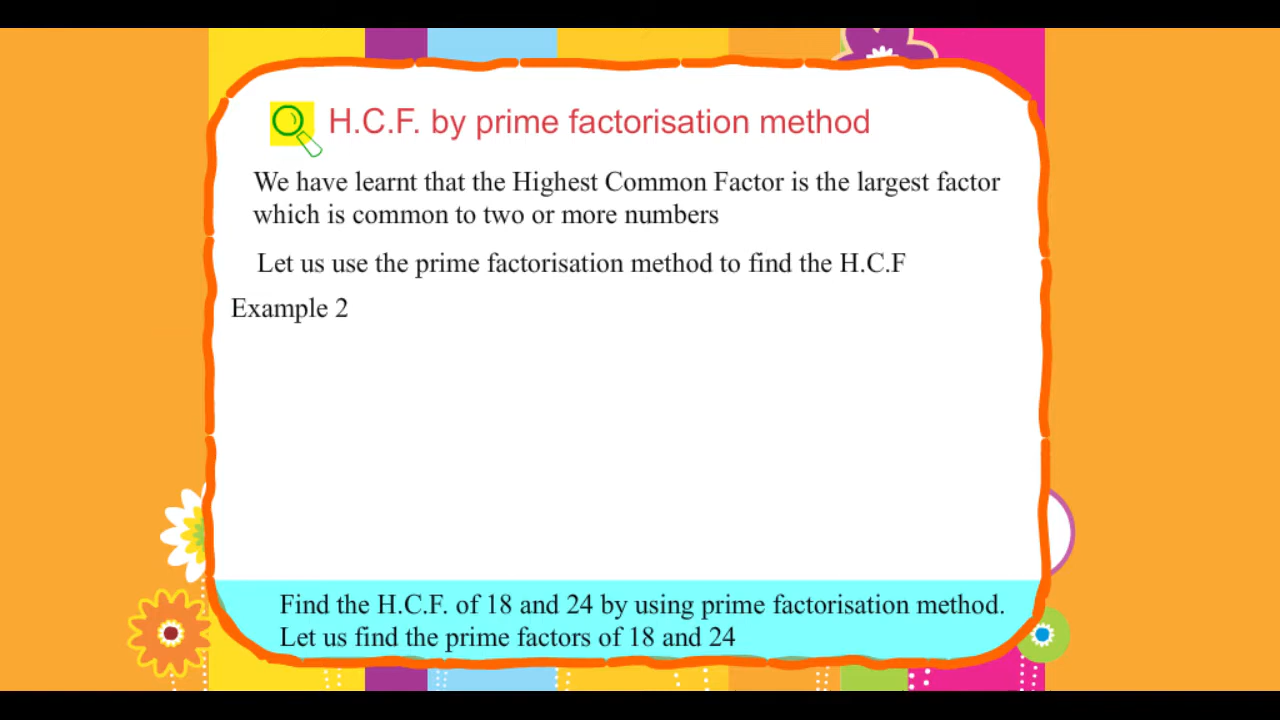 H.C.F. by prime factorisation method
We have learnt that the Highest Common Factor is the largest factor
which is common to two or more numbers
Let us use the prime factorisation method to find the H.C.F
Example 2
Find the H.C.F. of 18 and 24 by using prime factorisation method.
Let us find the prime factors of 18 and 24